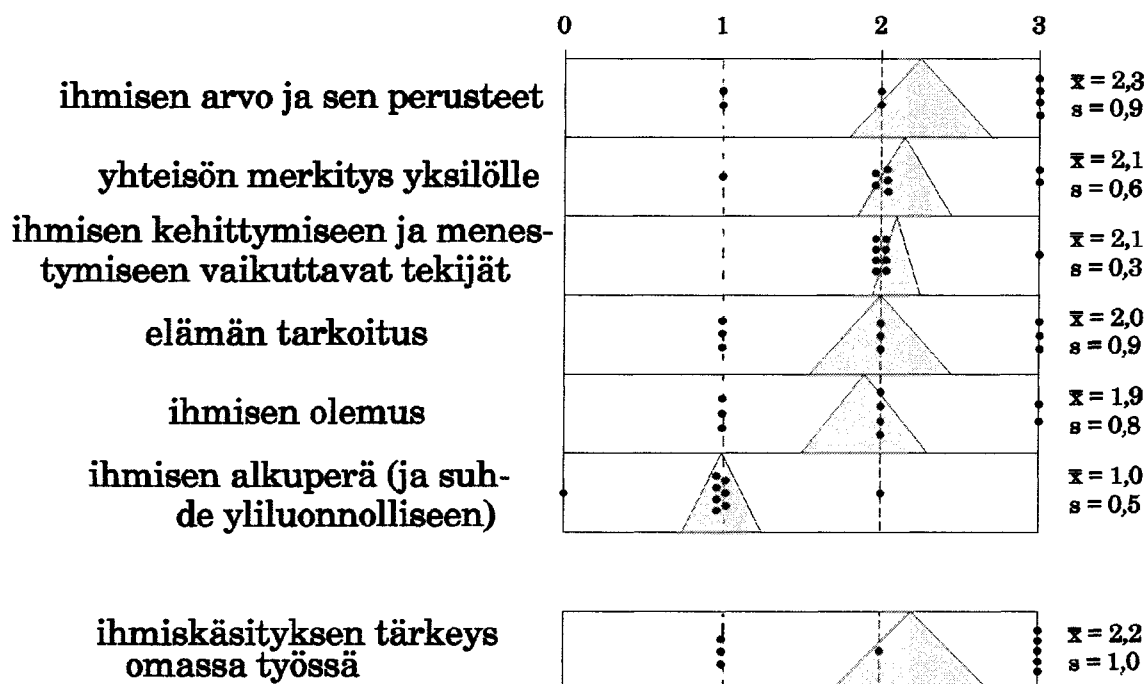 0 1 2 3
ihmisen arvo ja sen perusteet
x̄ = 2,3
s = 0,9
yhteisön merkitys yksilölle
x̄ = 2,1
s = 0,6
ihmisen kehittymiseen ja menes-
tymiseen vaikuttavat tekijät
x̄ = 2,1
s = 0,3
elämän tarkoitus
x̄ = 2,0
s = 0,9
ihmisen olemus
x̄ = 1,9
s = 0,8
ihmisen alkuperä (ja suh-
de yliluonnolliseen)
x̄ = 1,0
s = 0,5
ihmiskäsityksen tärkeys
omassa työssä
x̄ = 2,2
s = 1,0